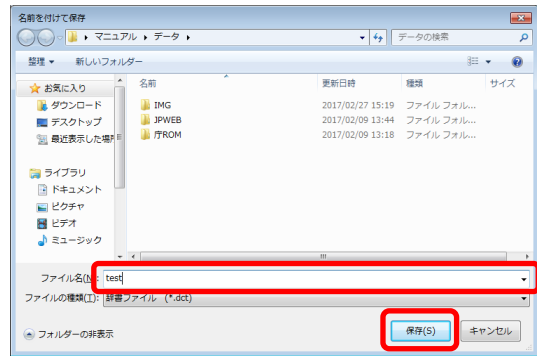 名前を付けて保存
マニュアル データ
データの検索
整理 新しいフォルダー
お気に入り
ダウンロード
デスクトップ
最近表示した場所
ライブラリ
ドキュメント
ピクチャ
ビデオ
ミュージック
名前 更新日時 種類 サイズ
IMG 2017/02/27 15:19 ファイル フォル...
JPWEB 2017/02/09 13:44 ファイル フォル...
庁ROM 2017/02/09 13:18 ファイル フォル...
ファイル名(N): test
ファイルの種類(T): 辞書ファイル (*.dct)
フォルダーの非表示
保存(S) キャンセル